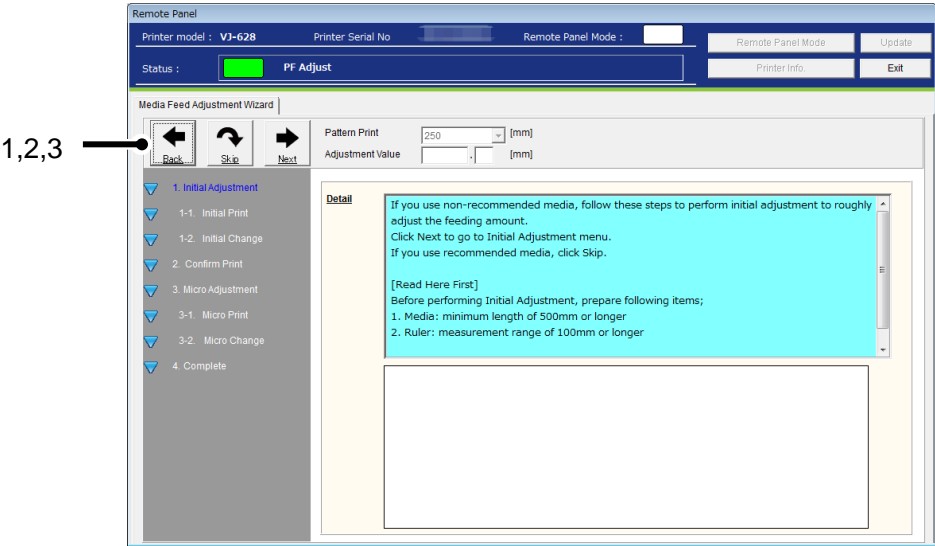 Remote Panel
Printer model : VJ-628 Printer Serial No Remote Panel Mode :
Remote Panel Mode Update
Status : PF Adjust
Printer Info. Exit
Media Feed Adjustment Wizard
1,2,3
Back Skip Next
Pattern Print 250 [mm]
Adjustment Value . [mm]
1. Initial Adjustment
1-1. Initial Print
1-2. Initial Change
2. Confirm Print
3. Micro Adjustment
3-1. Micro Print
3-2. Micro Change
4. Complete
Detail
If you use non-recommended media, follow these steps to perform initial adjustment to roughly
adjust the feeding amount.
Click Next to go to Initial Adjustment menu.
If you use recommended media, click Skip.
[Read Here First]
Before performing Initial Adjustment, prepare following items;
1. Media: minimum length of 500mm or longer
2. Ruler: measurement range of 100mm or longer